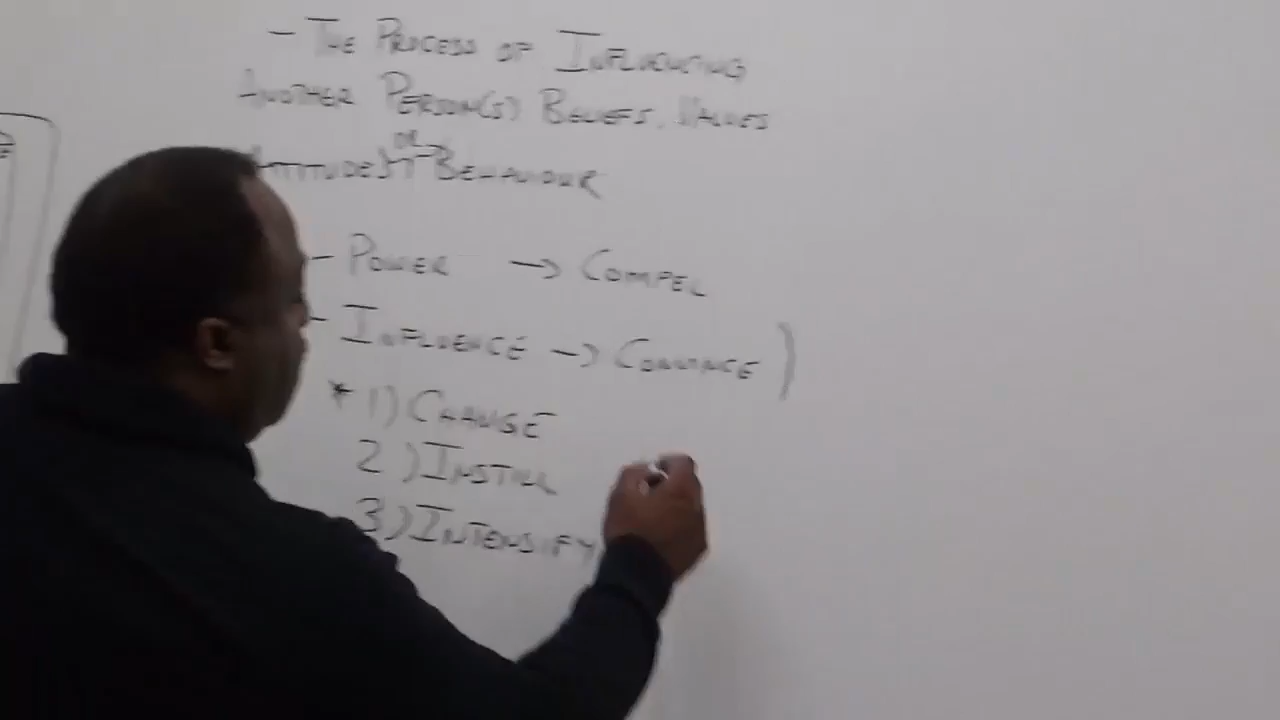 - THE PROCESS OF INFLUENCING
ANOTHER PERSON(S) BELIEFS, VALUES
ATTITUDES OR BEHAVIOUR
- POWER → COMPEL
- INFLUENCE → CONVINCE )
* 1) CHANGE
2) INSTILL
3) INTENSIFY